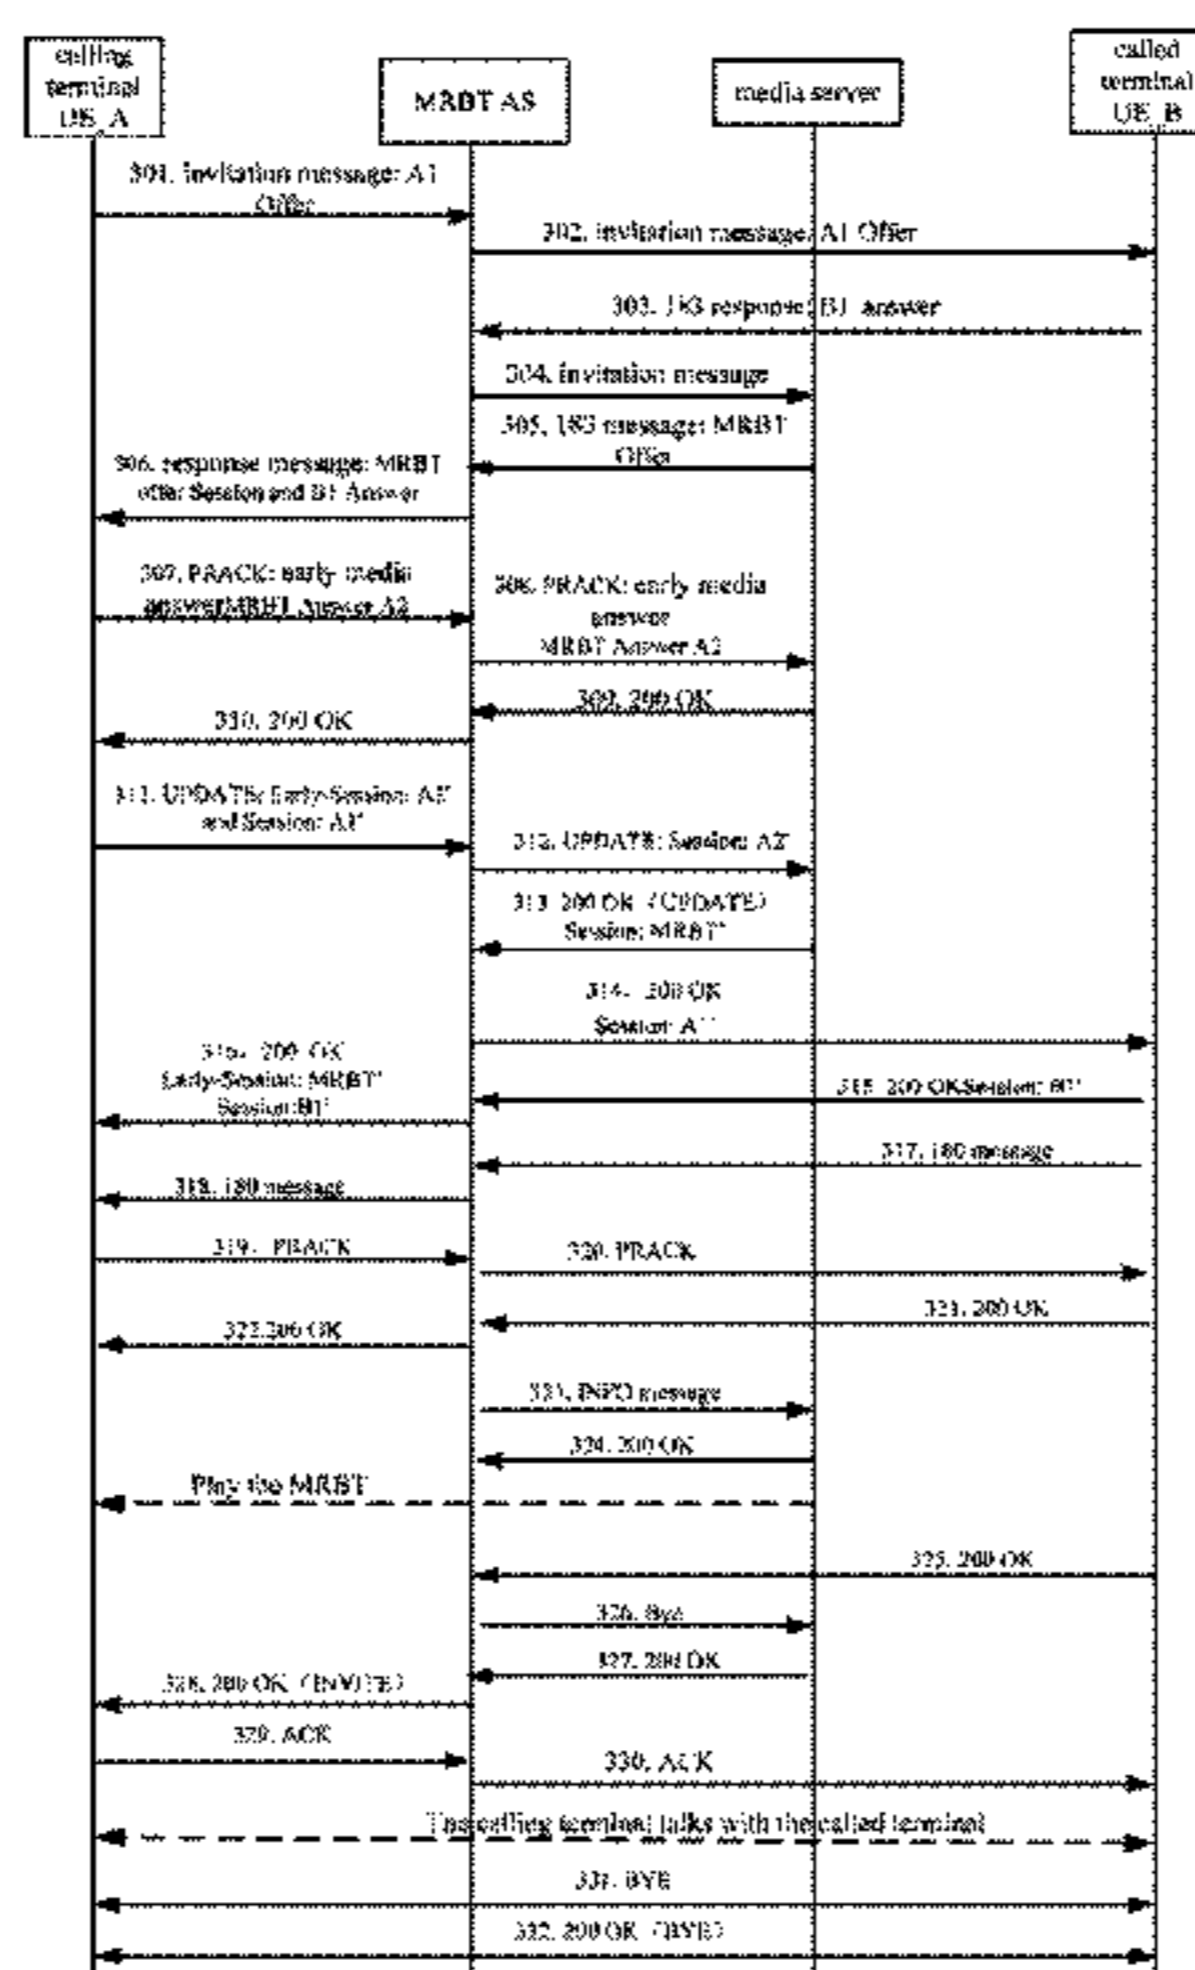 calling
terminal
UE_A
MRBT AS
media server
called
terminal
UE_B
301. invitation message: A1
Offer
302. invitation message: A1 Offer
303. 183 response: B1 answer
304. invitation message
305. 183 message: MRBT
Offer
306. response message: MRBT
offer Session and B1 Answer
307. PRACK: early media
answerMRBT Answer A2
308. PRACK: early media
answer
MRBT Answer A2
309. 200 OK
310. 200 OK
311. UPDATE: Early-Session: A2'
and Session: A1'
312. UPDATE: Session: A2'
313. 200 OK (UPDATE)
Session: MRBT'
314. 200 OK
Session: A1'
316. 200 OK
Early-Session: MRBT'
Session:B1'
315. 200 OKSession: B1'
317. 180 message
318. 180 message
319. PRACK
320. PRACK
321. 200 OK
322.200 OK
323. INFO message
324. 200 OK
Play the MRBT
325. 200 OK
326. Bye
327. 200 OK
328. 200 OK (INVITE)
329. ACK
330. ACK
The calling terminal talks with the called terminal
331. BYE
332. 200 OK (BYE)